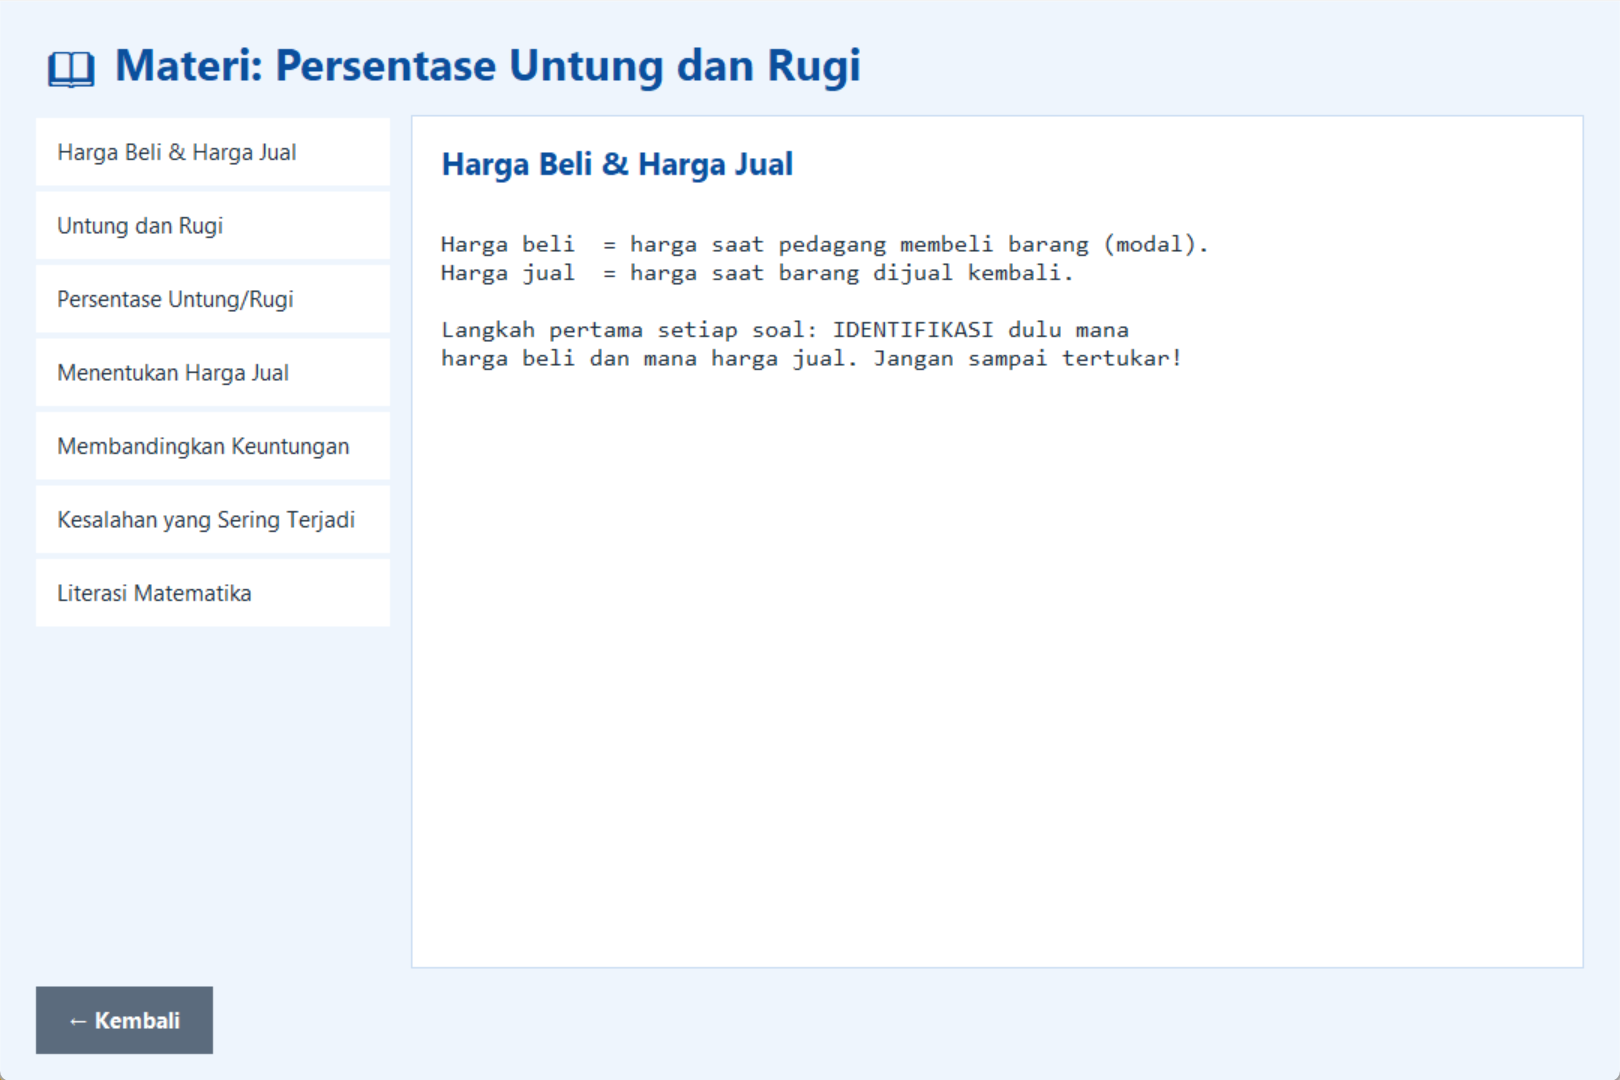 Materi: Persentase Untung dan Rugi
Harga Beli & Harga Jual
Untung dan Rugi
Persentase Untung/Rugi
Menentukan Harga Jual
Membandingkan Keuntungan
Kesalahan yang Sering Terjadi
Literasi Matematika
Harga Beli & Harga Jual
Harga beli  = harga saat pedagang membeli barang (modal).
Harga jual  = harga saat barang dijual kembali.
Langkah pertama setiap soal: IDENTIFIKASI dulu mana
harga beli dan mana harga jual. Jangan sampai tertukar!
← Kembali